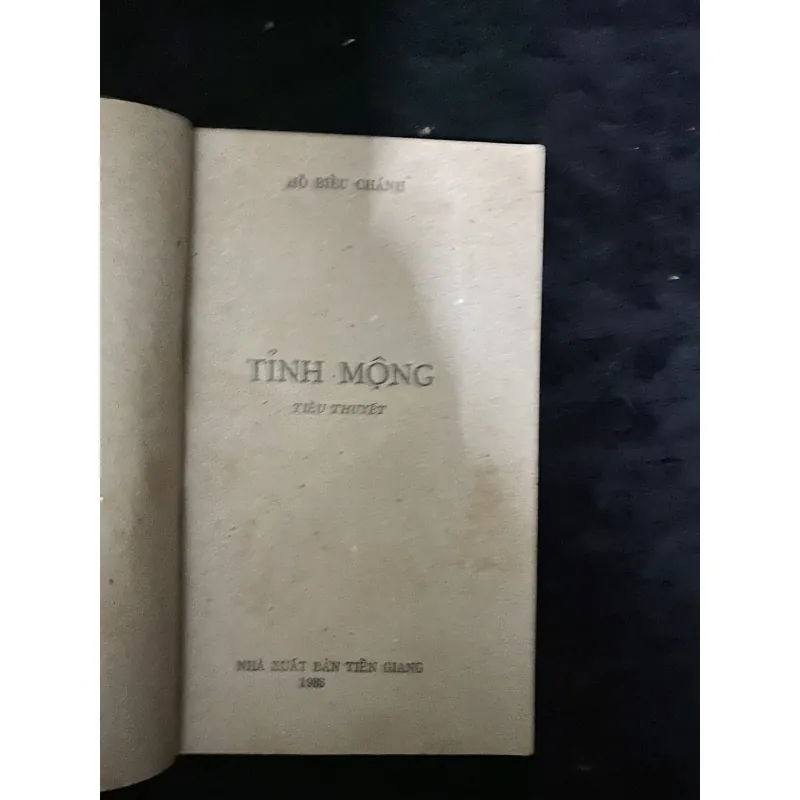 HỒ BIỂU CHÁNH
TỈNH MỘNG
TIỂU THUYẾT
NHÀ XUẤT BẢN TIỀN GIANG